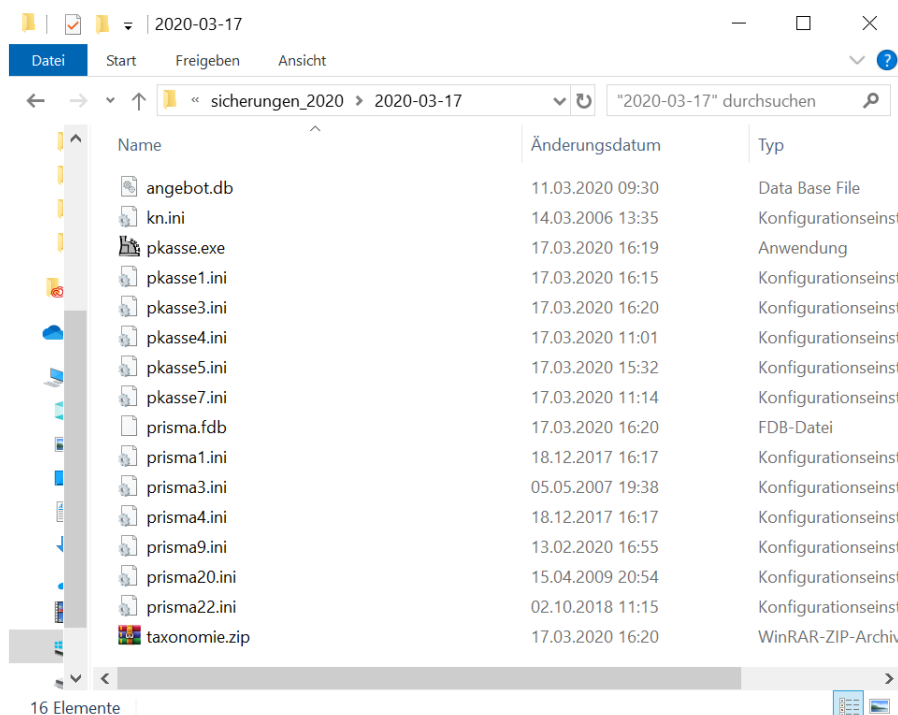 2020-03-17
Datei Start Freigeben Ansicht ?
« sicherungen_2020 > 2020-03-17 "2020-03-17" durchsuchen
Name Änderungsdatum Typ
angebot.db 11.03.2020 09:30 Data Base File
kn.ini 14.03.2006 13:35 Konfigurationseinst
pkasse.exe 17.03.2020 16:19 Anwendung
pkasse1.ini 17.03.2020 16:15 Konfigurationseinst
pkasse3.ini 17.03.2020 16:20 Konfigurationseinst
pkasse4.ini 17.03.2020 11:01 Konfigurationseinst
pkasse5.ini 17.03.2020 15:32 Konfigurationseinst
pkasse7.ini 17.03.2020 11:14 Konfigurationseinst
prisma.fdb 17.03.2020 16:20 FDB-Datei
prisma1.ini 18.12.2017 16:17 Konfigurationseinst
prisma3.ini 05.05.2007 19:38 Konfigurationseinst
prisma4.ini 18.12.2017 16:17 Konfigurationseinst
prisma9.ini 13.02.2020 16:55 Konfigurationseinst
prisma20.ini 15.04.2009 20:54 Konfigurationseinst
prisma22.ini 02.10.2018 11:15 Konfigurationseinst
taxonomie.zip 17.03.2020 16:20 WinRAR-ZIP-Archiv
16 Elemente